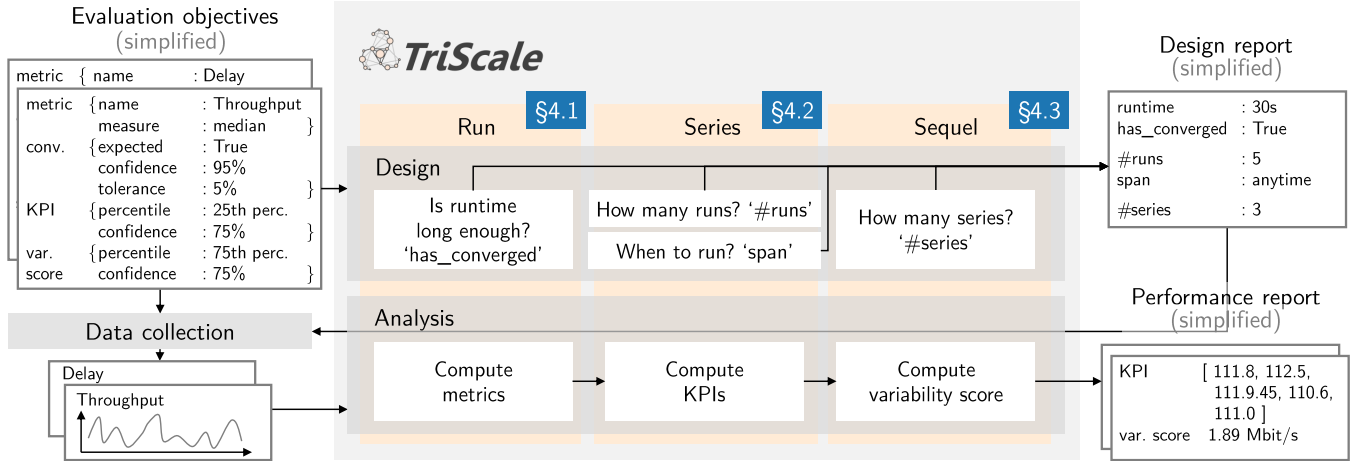 Evaluation objectives
(simplified)
metric { name : Delay
metric { name : Throughput
measure : median }
conv. { expected : True
confidence : 95%
tolerance : 5% }
KPI { percentile : 25th perc.
confidence : 75% }
var. { percentile : 75th perc.
score confidence : 75% }
Data collection
Delay
Throughput
TriScale
Run §4.1
Series §4.2
Sequel §4.3
Design
Is runtime
long enough?
‘has_converged’
How many runs? ‘#runs’
When to run? ‘span’
How many series?
‘#series’
Analysis
Compute
metrics
Compute
KPIs
Compute
variability score
Design report
(simplified)
runtime : 30s
has_converged : True
#runs : 5
span : anytime
#series : 3
Performance report
(simplified)
KPI [ 111.8, 112.5,
111.9.45, 110.6,
111.0 ]
var. score 1.89 Mbit/s